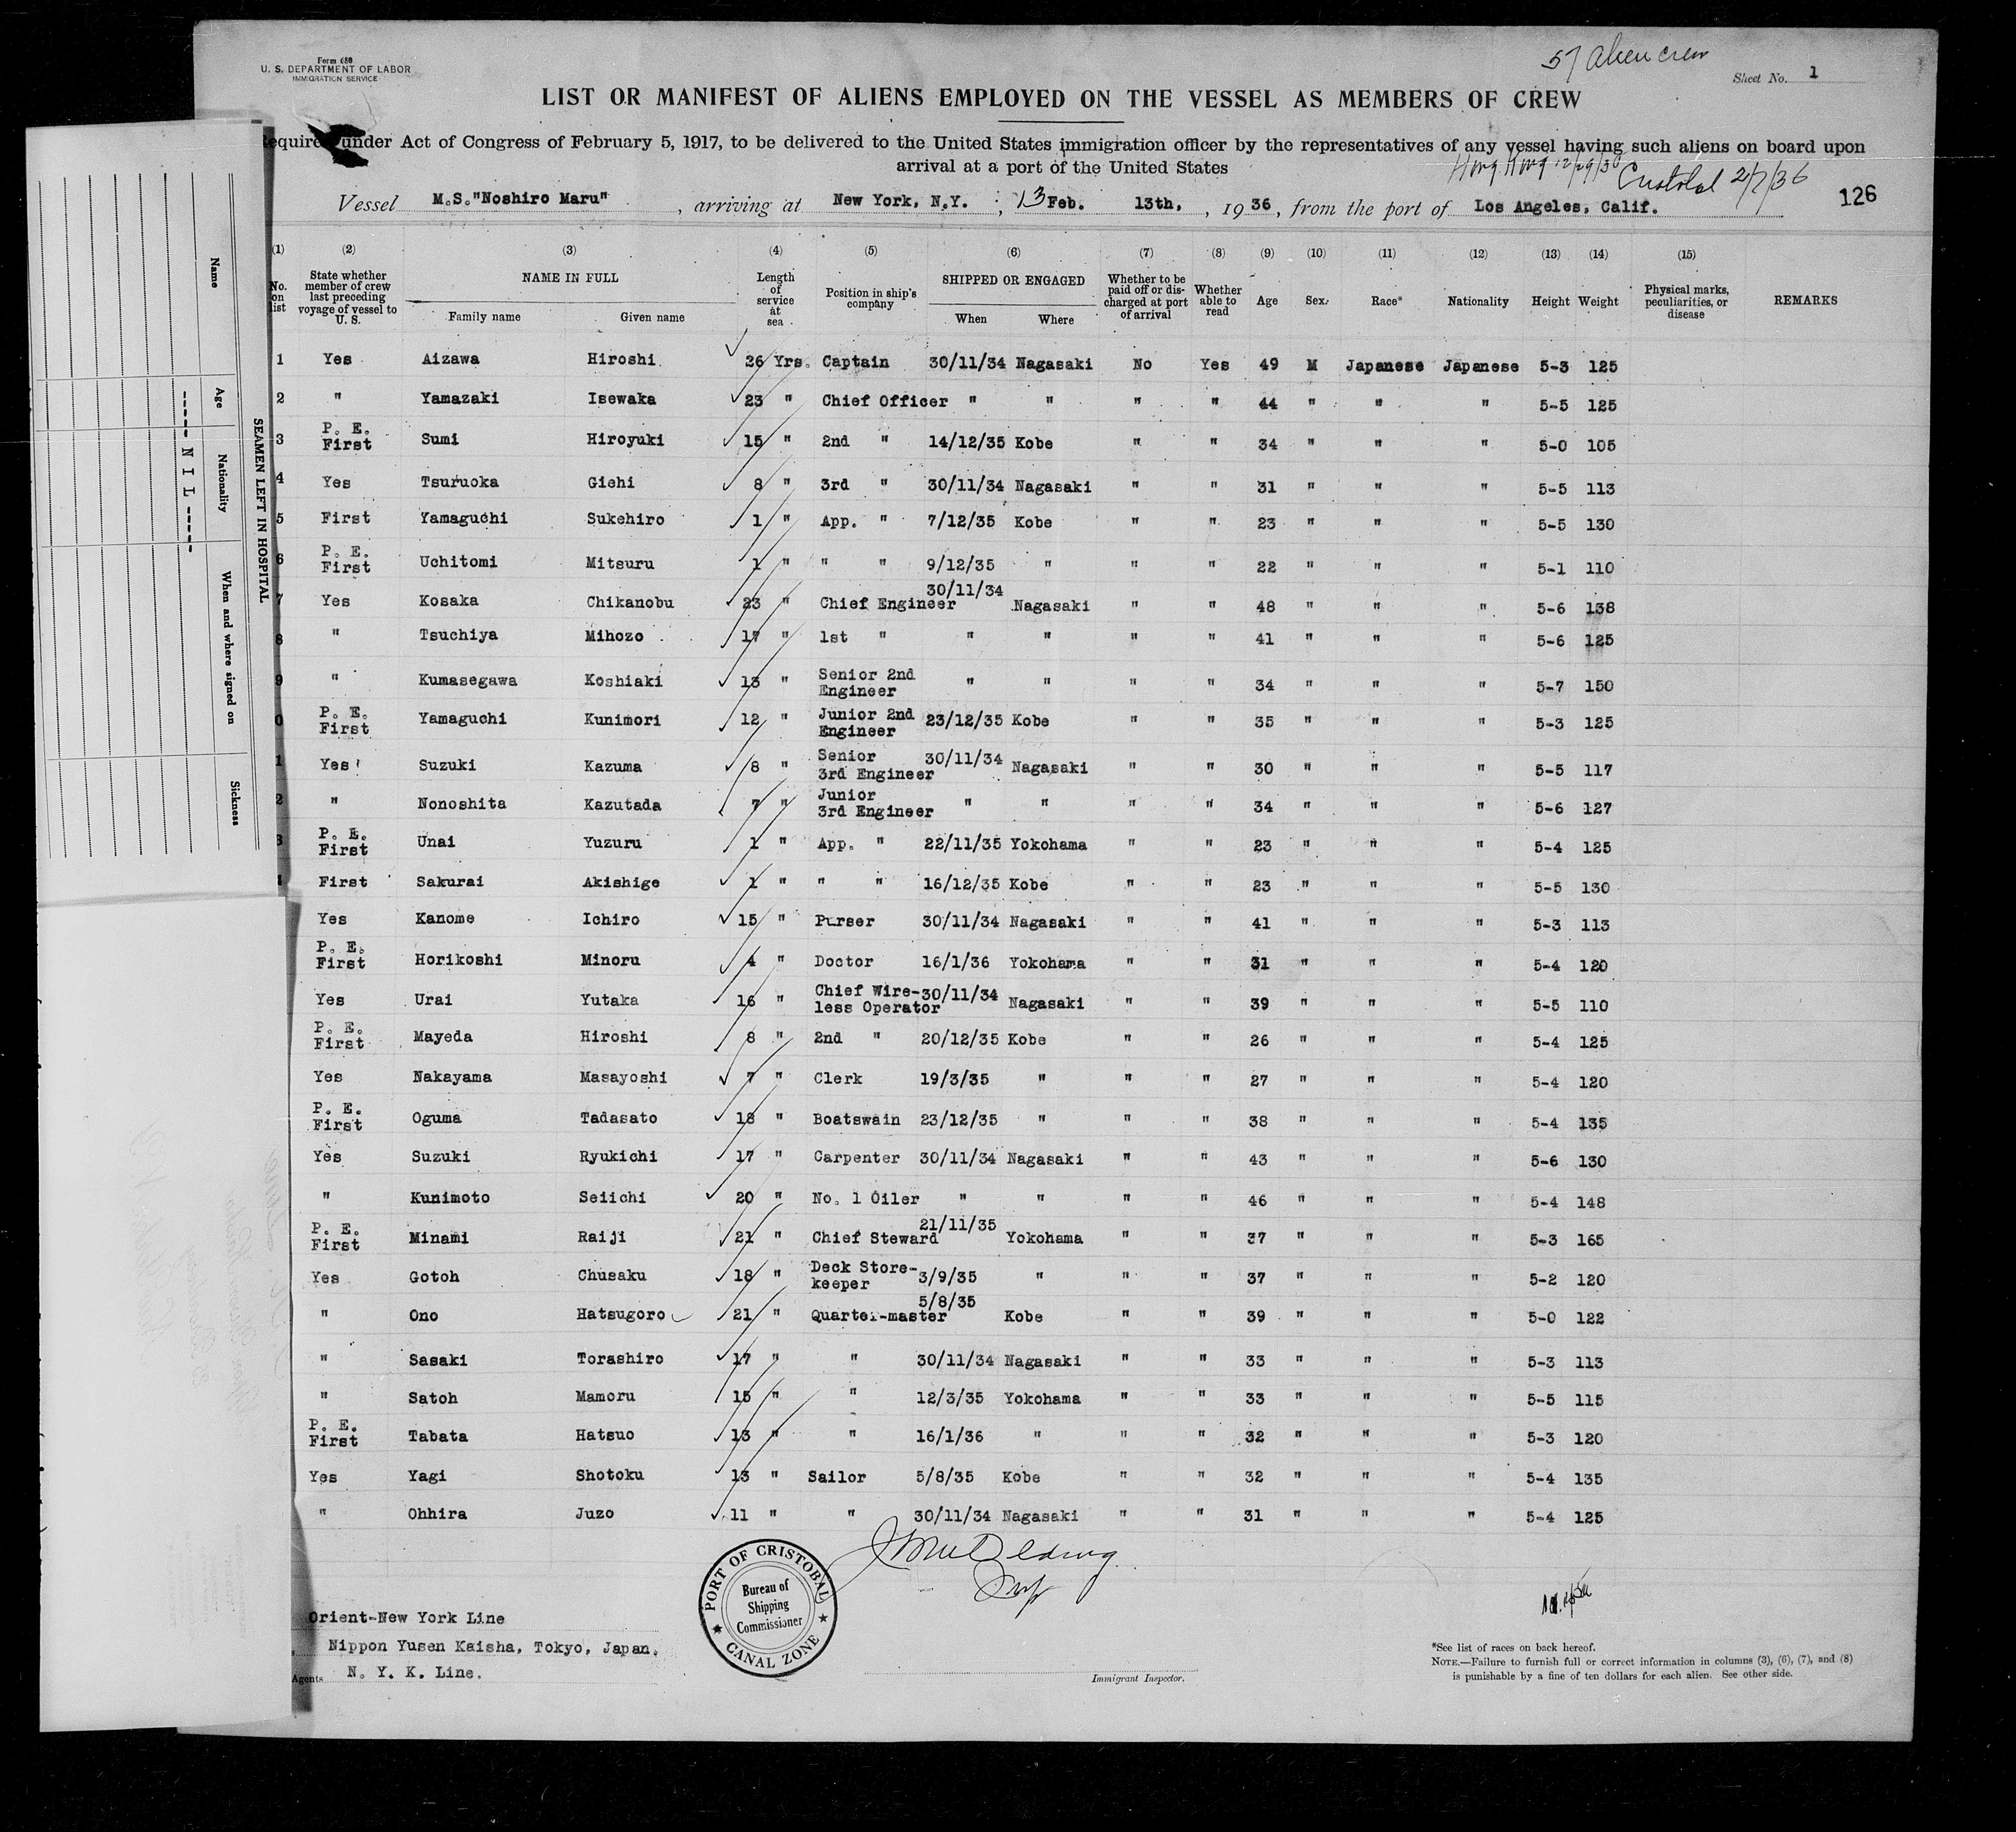 Form 680
U. S. DEPARTMENT OF LABOR
IMMIGRATION SERVICE
57 Alien crew
Sheet No. 1
LIST OR MANIFEST OF ALIENS EMPLOYED ON THE VESSEL AS MEMBERS OF CREW
equire under Act of Congress of February 5, 1917, to be delivered to the United States immigration officer by the representatives of any vessel having such aliens on board upon
arrival at a port of the United States
Hong Kong 12/29/36
Cristobal 2/7/36
126
Vessel M.S."Noshiro Maru" , arriving at New York, N.Y. : 13 Feb. 13th, , 1936, from the port of Los Angeles, Calif.
(1) (2) (3) (4) (5) (6) (7) (8) (9) (10) (11) (12) (13) (14) (15)
No. on list State whether member of crew last preceding voyage of vessel to U. S. NAME IN FULL Family name Given name Length of service at sea Position in ship's company SHIPPED OR ENGAGED When Where Whether to be paid off or discharged at port of arrival Whether able to read Age Sex Race* Nationality Height Weight Physical marks, peculiarities, or disease REMARKS
1 Yes Aizawa Hiroshi 26 Yrs. Captain 30/11/34 Nagasaki No Yes 49 M Japanese Japanese 5-3 125
2 " Yamazaki Isewaka 23 " Chief Officer " " " " 44 " " " 5-5 125
3 P. E. First Sumi Hiroyuki 15 " 2nd " 14/12/35 Kobe " " 34 " " " 5-0 105
4 Yes Tsuruoka Giehi 8 " 3rd " 30/11/34 Nagasaki " " 31 " " " 5-5 113
5 First Yamaguchi Sukehiro 1 " App. " 7/12/35 Kobe " " 23 " " " 5-5 130
6 P. E. First Uchitomi Mitsuru 1 " " " 9/12/35 " " " 22 " " " 5-1 110
7 Yes Kosaka Chikanobu 23 " Chief Engineer 30/11/34 Nagasaki " " 48 " " " 5-6 138
8 " Tsuchiya Mihozo 17 " 1st " " " " " 41 " " " 5-6 125
9 " Kumasegawa Koshiaki 13 " Senior 2nd Engineer " " " " 34 " " " 5-7 150
0 P. E. First Yamaguchi Kunimori 12 " Junior 2nd Engineer 23/12/35 Kobe " " 35 " " " 5-3 125
1 Yes Suzuki Kazuma 8 " Senior 3rd Engineer 30/11/34 Nagasaki " " 30 " " " 5-5 117
2 " Nonoshita Kazutada 7 " Junior 3rd Engineer " " " " 34 " " " 5-6 127
3 P. E. First Unai Yuzuru 1 " App. " 22/11/35 Yokohama " " 23 " " " 5-4 125
First Sakurai Akishige 1 " " " 16/12/35 Kobe " " 23 " " " 5-5 130
Yes Kanome Ichiro 15 " Purser 30/11/34 Nagasaki " " 41 " " " 5-3 113
P. E. First Horikoshi Minoru 4 " Doctor 16/1/36 Yokohama " " 31 " " " 5-4 120
Yes Urai Yutaka 16 " Chief Wire-less Operator 30/11/34 Nagasaki " " 39 " " " 5-5 110
P. E. First Mayeda Hiroshi 8 " 2nd " 20/12/35 Kobe " " 26 " " " 5-4 125
Yes Nakayama Masayoshi 7 " Clerk 19/3/35 " " " 27 " " " 5-4 120
P. E. First Oguma Tadasato 18 " Boatswain 23/12/35 " " " 38 " " " 5-4 135
Yes Suzuki Ryukichi 17 " Carpenter 30/11/34 Nagasaki " " 43 " " " 5-6 130
" Kunimoto Seiichi 20 " No. 1 Oiler " " " " 46 " " " 5-4 148
P. E. First Minami Raiji 21 " Chief Steward 21/11/35 Yokohama " " 37 " " " 5-3 165
Yes Gotoh Chusaku 18 " Deck Store-keeper 3/9/35 " " " 37 " " " 5-2 120
" Ono Hatsugoro 21 " Quarter-master 5/8/35 Kobe " " 39 " " " 5-0 122
" Sasaki Torashiro 17 " " 30/11/34 Nagasaki " " 33 " " " 5-3 113
" Satoh Mamoru 15 " " 12/3/35 Yokohama " " 33 " " " 5-5 115
P. E. First Tabata Hatsuo 13 " " 16/1/36 " " " 32 " " " 5-3 120
Yes Yagi Shotoku 13 " Sailor 5/8/35 Kobe " " 32 " " " 5-4 135
" Ohhira Juzo 11 " " 30/11/34 Nagasaki " " 31 " " " 5-4 125
PORT OF CRISTOBAL
Bureau of
Shipping
Commissioner
CANAL ZONE
Orient-New York Line
Nippon Yusen Kaisha, Tokyo, Japan.
Agents N. Y. K. Line.
Immigrant Inspector.
*See list of races on back hereof.
NOTE.—Failure to furnish full or correct information in columns (3), (6), (7), and (8)
is punishable by a fine of ten dollars for each alien. See other side.
SEAMEN LEFT IN HOSPITAL
Name Age Nationality When and where signed on Sickness
-----NIL-----